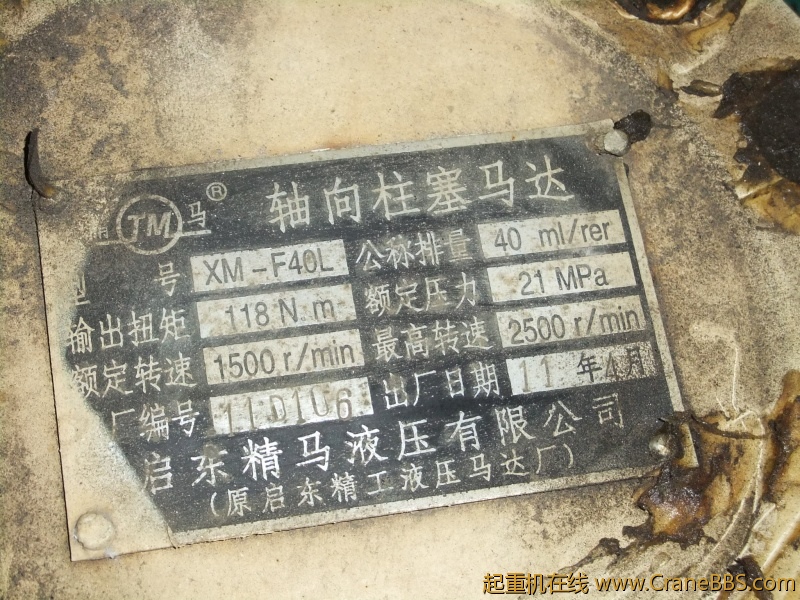 JM 马 ® 轴向柱塞马达
型 号 XM-F40L 公称排量 40 ml/rer
输出扭矩 118 N.m 额定压力 21 MPa
额定转速 1500 r/min 最高转速 2500 r/min
厂编号 11D106 出厂日期 11 年4月
启东精马液压有限公司
(原启东精工液压马达厂)
起重机在线 www.CraneBBS.com